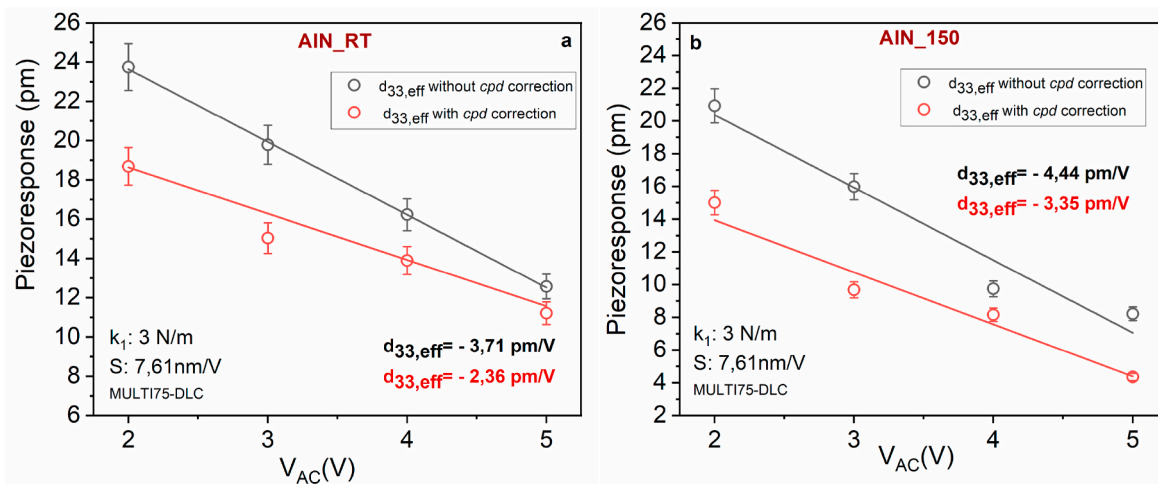 AlN_RT
a
d33,eff without cpd correction
d33,eff with cpd correction
Piezoresponse (pm)
26
24
22
20
18
16
14
12
10
8
6
k1: 3 N/m
S: 7,61nm/V
MULTI75-DLC
d33,eff= - 3,71 pm/V
d33,eff= - 2,36 pm/V
2
3
4
5
VAC(V)
b
AlN_150
d33,eff without cpd correction
d33,eff with cpd correction
Piezoresponse (pm)
26
24
22
20
18
16
14
12
10
8
6
4
2
d33,eff= - 4,44 pm/V
d33,eff= - 3,35 pm/V
k1: 3 N/m
S: 7,61nm/V
MULTI75-DLC
2
3
4
5
VAC(V)